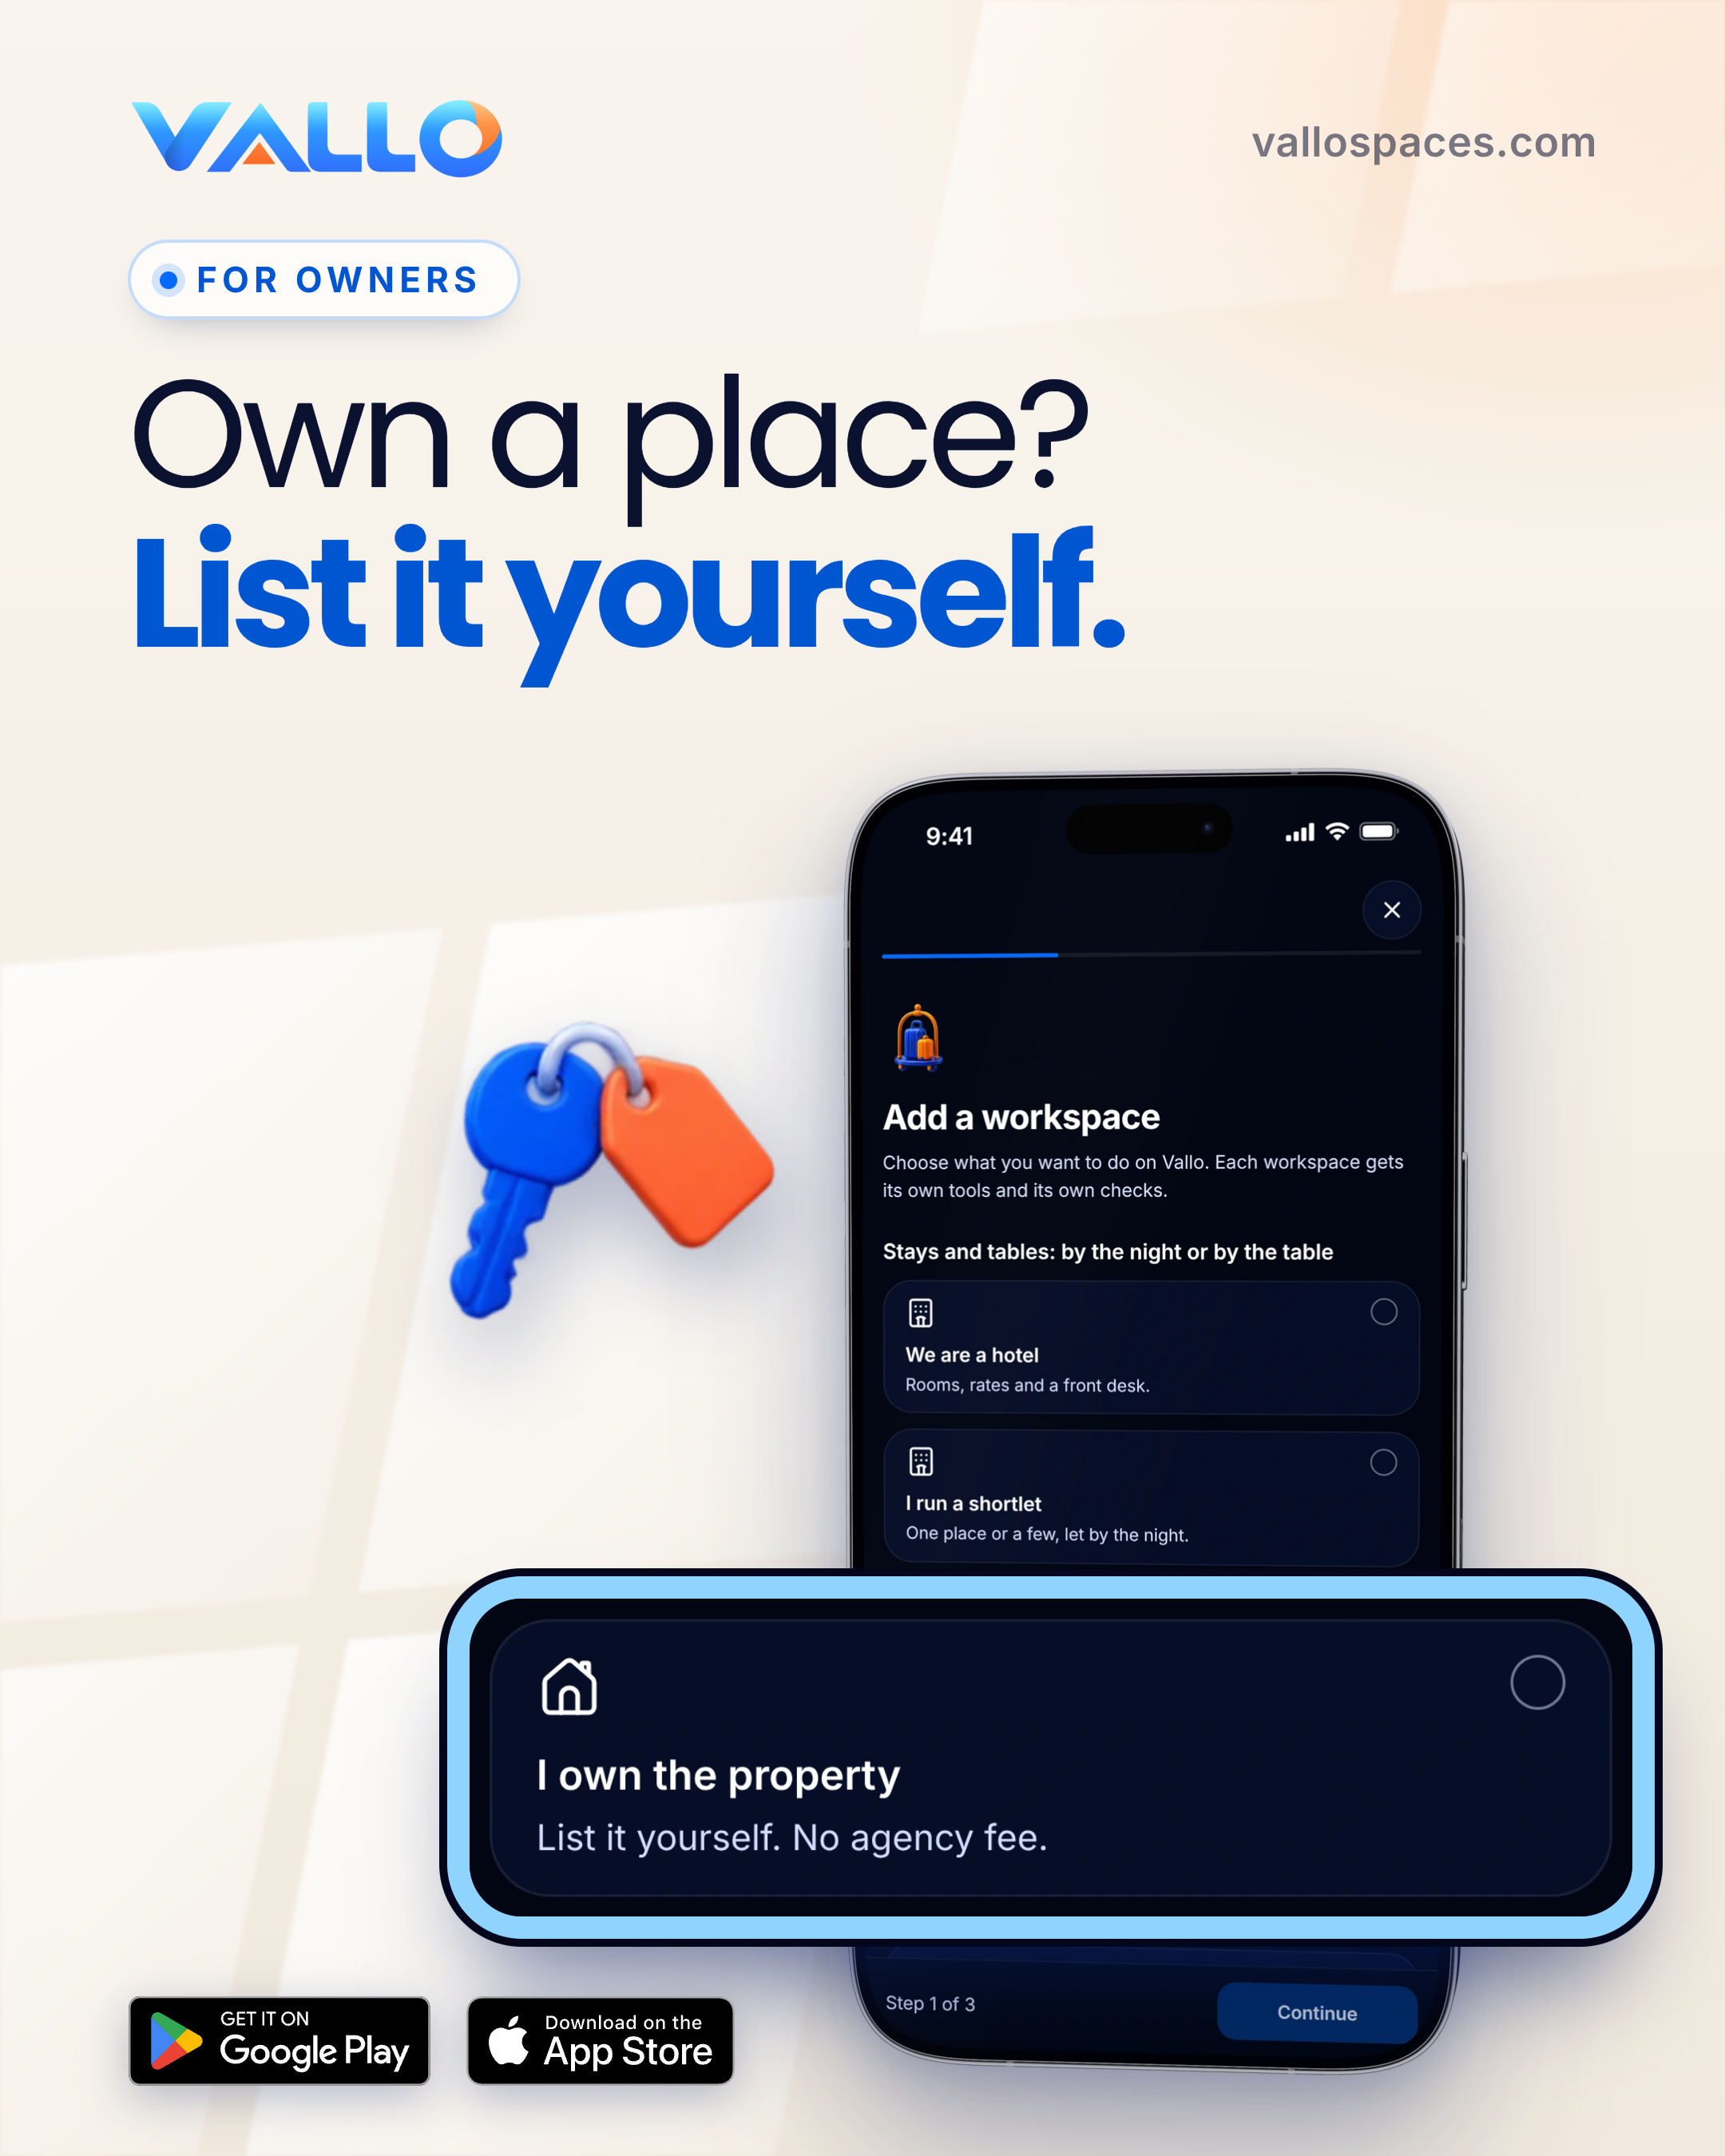 VALLO
vallospaces.com
FOR OWNERS
Own a place?
List it yourself.
9:41
Add a workspace
Choose what you want to do on Vallo. Each workspace gets
its own tools and its own checks.
Stays and tables: by the night or by the table
We are a hotel
Rooms, rates and a front desk.
I run a shortlet
One place or a few, let by the night.
I own the property
List it yourself. No agency fee.
Step 1 of 3
Continue
GET IT ON
Google Play
Download on the
App Store